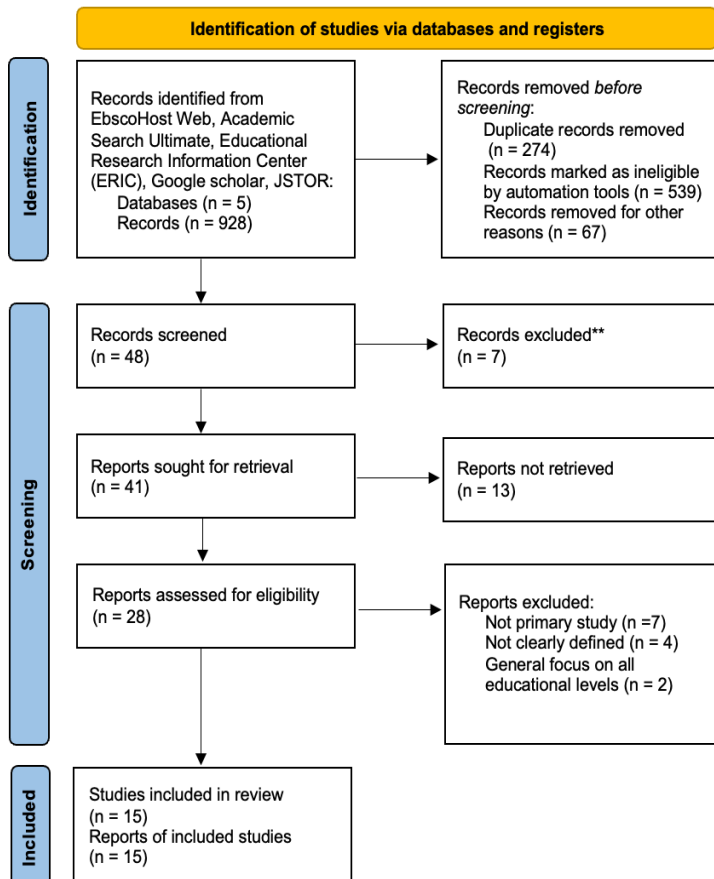 Identification of studies via databases and registers
Identification
Records identified from
EbscoHost Web, Academic
Search Ultimate, Educational
Research Information Center
(ERIC), Google scholar, JSTOR:
Databases (n = 5)
Records (n = 928)
Records removed before
screening:
Duplicate records removed
(n = 274)
Records marked as ineligible
by automation tools (n = 539)
Records removed for other
reasons (n = 67)
Screening
Records screened
(n = 48)
Records excluded**
(n = 7)
Reports sought for retrieval
(n = 41)
Reports not retrieved
(n = 13)
Reports assessed for eligibility
(n = 28)
Reports excluded:
Not primary study (n =7)
Not clearly defined (n = 4)
General focus on all
educational levels (n = 2)
Included
Studies included in review
(n = 15)
Reports of included studies
(n = 15)